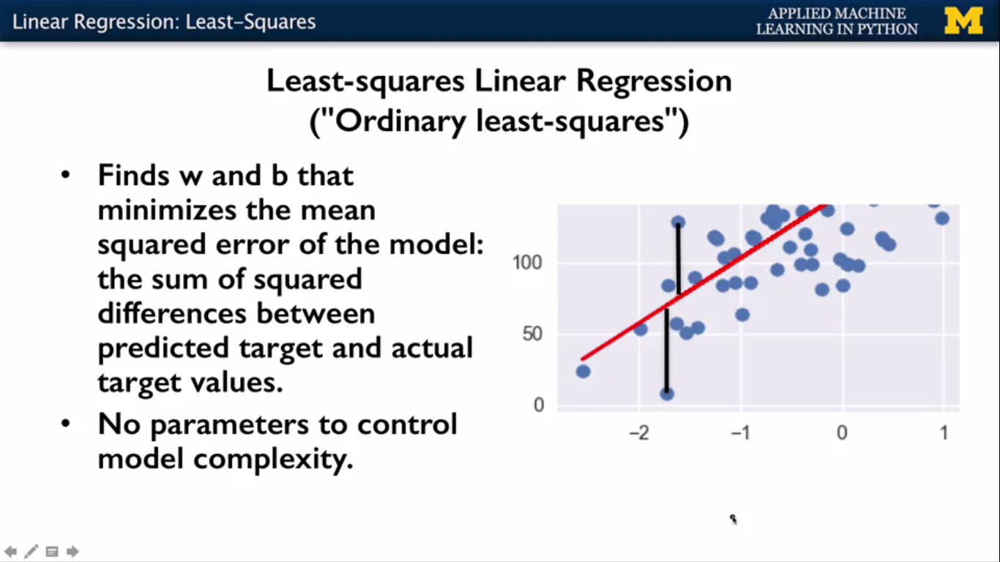 Linear Regression: Least–Squares
APPLIED MACHINE
LEARNING IN PYTHON
M
Least-squares Linear Regression
("Ordinary least-squares")
• Finds w and b that
minimizes the mean
squared error of the model:
the sum of squared
differences between
predicted target and actual
target values.
• No parameters to control
model complexity.
100
50
0
−2 −1 0 1